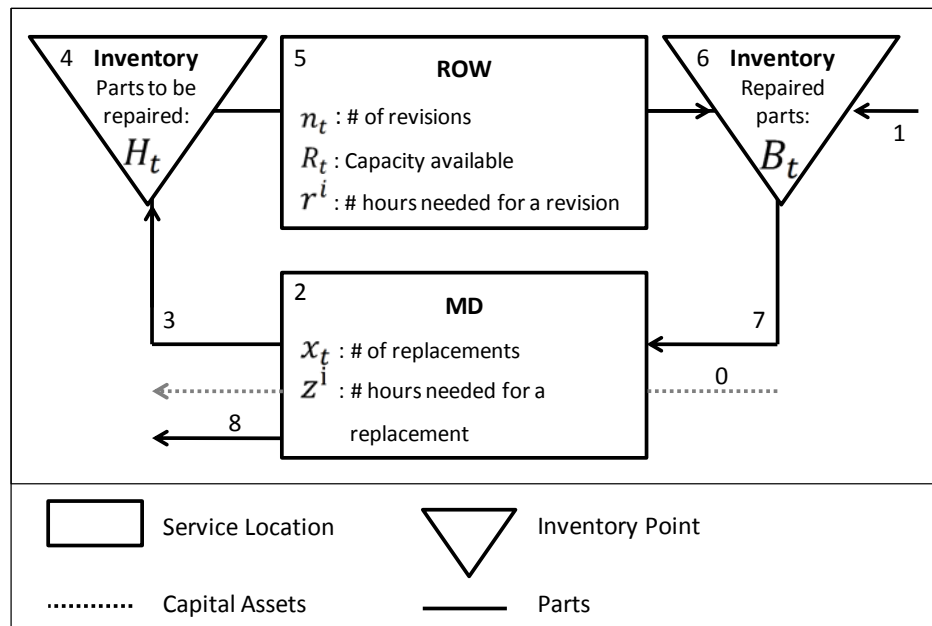 4 Inventory
Parts to be
repaired:
H_t
5
ROW
n_t : # of revisions
R_t : Capacity available
r^i : # hours needed for a revision
6 Inventory
Repaired
parts:
B_t
1
2
MD
x_t : # of replacements
z^i : # hours needed for a
replacement
3
7
0
8
Service Location
Inventory Point
Capital Assets
Parts